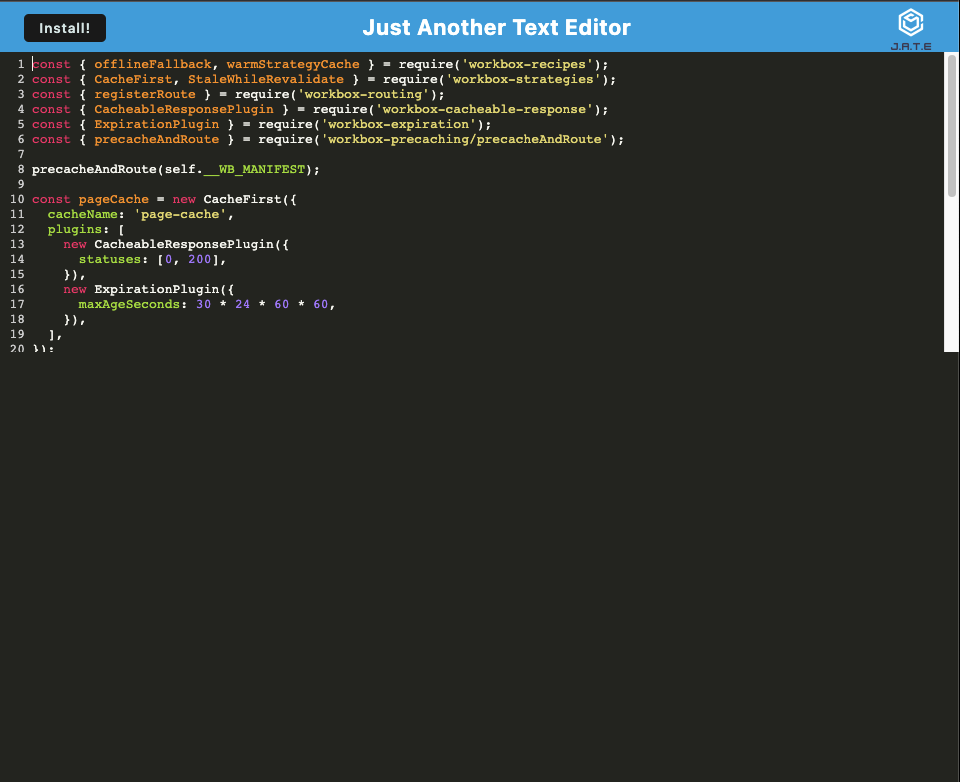 Install!
Just Another Text Editor
J.A.T.E
1 const { offlineFallback, warmStrategyCache } = require('workbox-recipes');
2 const { CacheFirst, StaleWhileRevalidate } = require('workbox-strategies');
3 const { registerRoute } = require('workbox-routing');
4 const { CacheableResponsePlugin } = require('workbox-cacheable-response');
5 const { ExpirationPlugin } = require('workbox-expiration');
6 const { precacheAndRoute } = require('workbox-precaching/precacheAndRoute');
7
8 precacheAndRoute(self.__WB_MANIFEST);
9
10 const pageCache = new CacheFirst({
11   cacheName: 'page-cache',
12   plugins: [
13     new CacheableResponsePlugin({
14       statuses: [0, 200],
15     }),
16     new ExpirationPlugin({
17       maxAgeSeconds: 30 * 24 * 60 * 60,
18     }),
19   ],
20 });